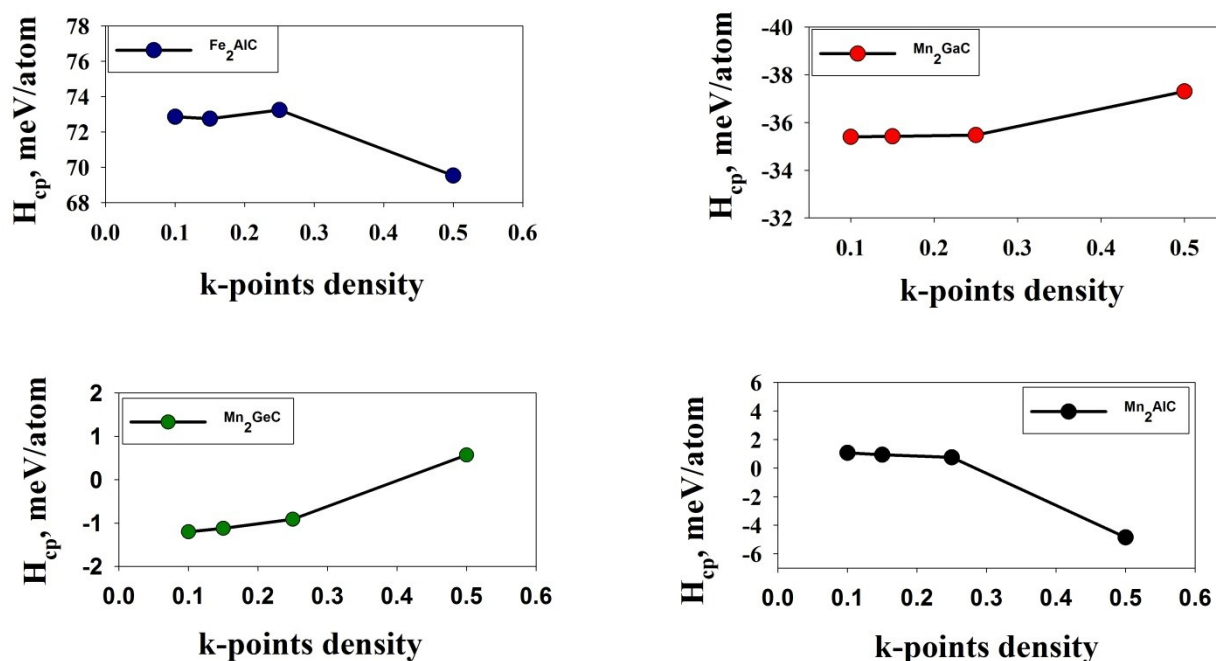 78
76
74
72
70
68
0.0 0.1 0.2 0.3 0.4 0.5 0.6
H_cp, meV/atom
k-points density
Fe₂AlC
-40
-38
-36
-34
-32
0.1 0.2 0.3 0.4 0.5
H_cp, meV/atom
k-points density
Mn₂GaC
2
1
0
-1
-2
0.0 0.1 0.2 0.3 0.4 0.5 0.6
H_cp, meV/atom
k-points density
Mn₂GeC
6
4
2
0
-2
-4
-6
0.0 0.1 0.2 0.3 0.4 0.5 0.6
H_cp, meV/atom
k-points density
Mn₂AlC